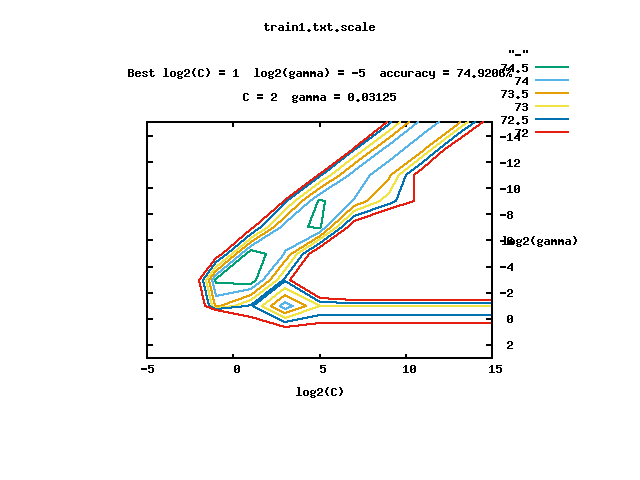 train1.txt.scale
"-"
Best log2(C) = 1  log2(gamma) = -5  accuracy = 74.9206%
74.5
74
C = 2  gamma = 0.03125
73.5
73
72.5
72
-14
-12
-10
-8
-6
log2(gamma)
-4
-2
0
2
-5 0 5 10 15
log2(C)